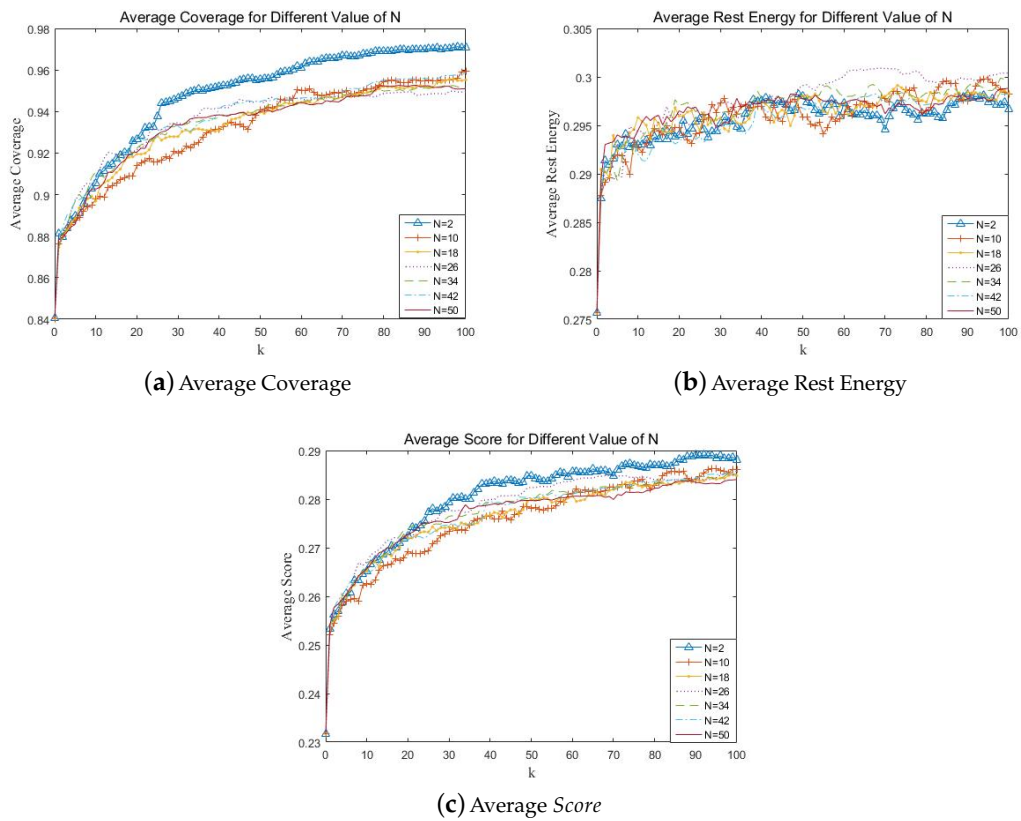 Average Coverage for Different Value of N
0.98
0.96
0.94
0.92
0.9
0.88
0.86
0.84
Average Coverage
0 10 20 30 40 50 60 70 80 90 100
k
N=2
N=10
N=18
N=26
N=34
N=42
N=50
(a) Average Coverage
Average Rest Energy for Different Value of N
0.305
0.3
0.295
0.29
0.285
0.28
0.275
Average Rest Energy
0 10 20 30 40 50 60 70 80 90 100
k
N=2
N=10
N=18
N=26
N=34
N=42
N=50
(b) Average Rest Energy
Average Score for Different Value of N
0.29
0.28
0.27
0.26
0.25
0.24
0.23
Average Score
0 10 20 30 40 50 60 70 80 90 100
k
N=2
N=10
N=18
N=26
N=34
N=42
N=50
(c) Average Score